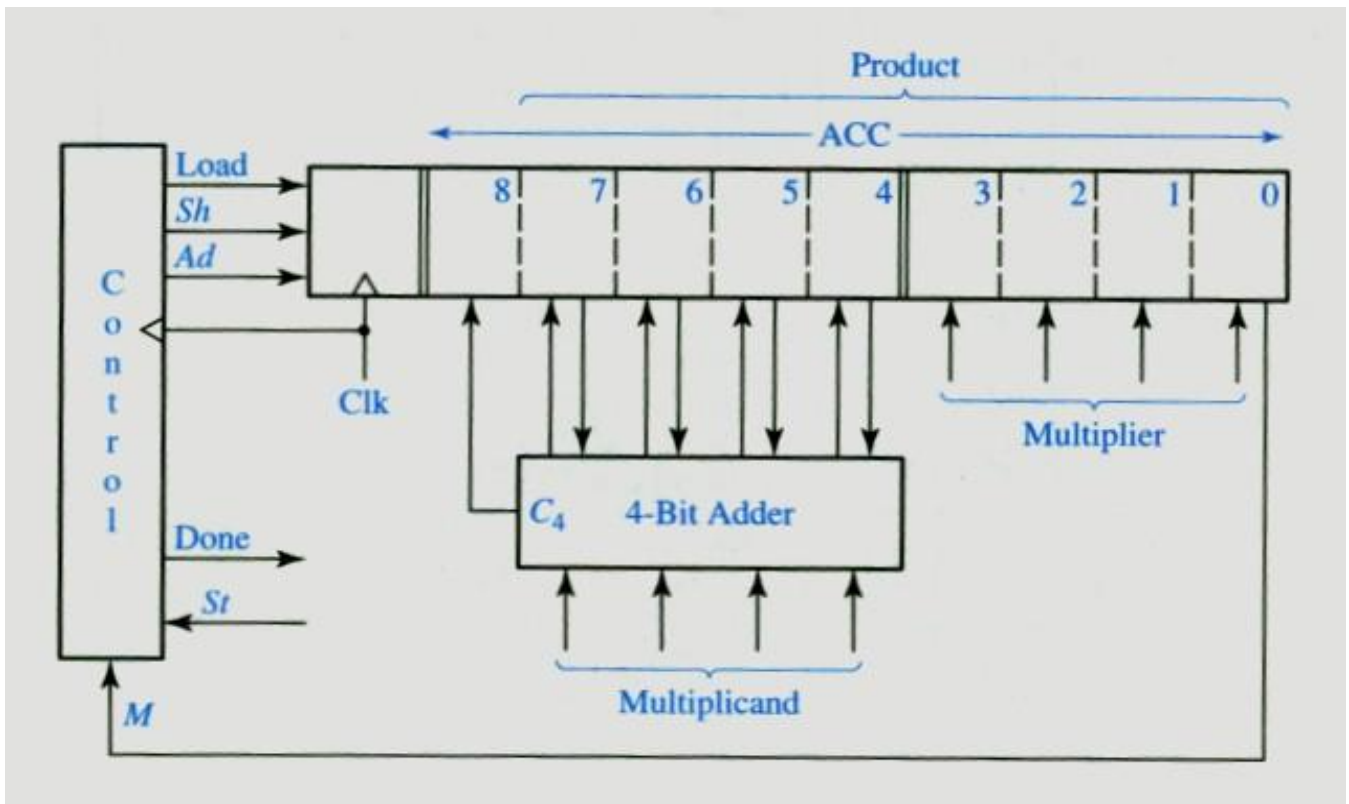 Product
ACC
Load
Sh
Ad
8 7 6 5 4 3 2 1 0
Control
Clk
Multiplier
C4 4-Bit Adder
Done
St
Multiplicand
M